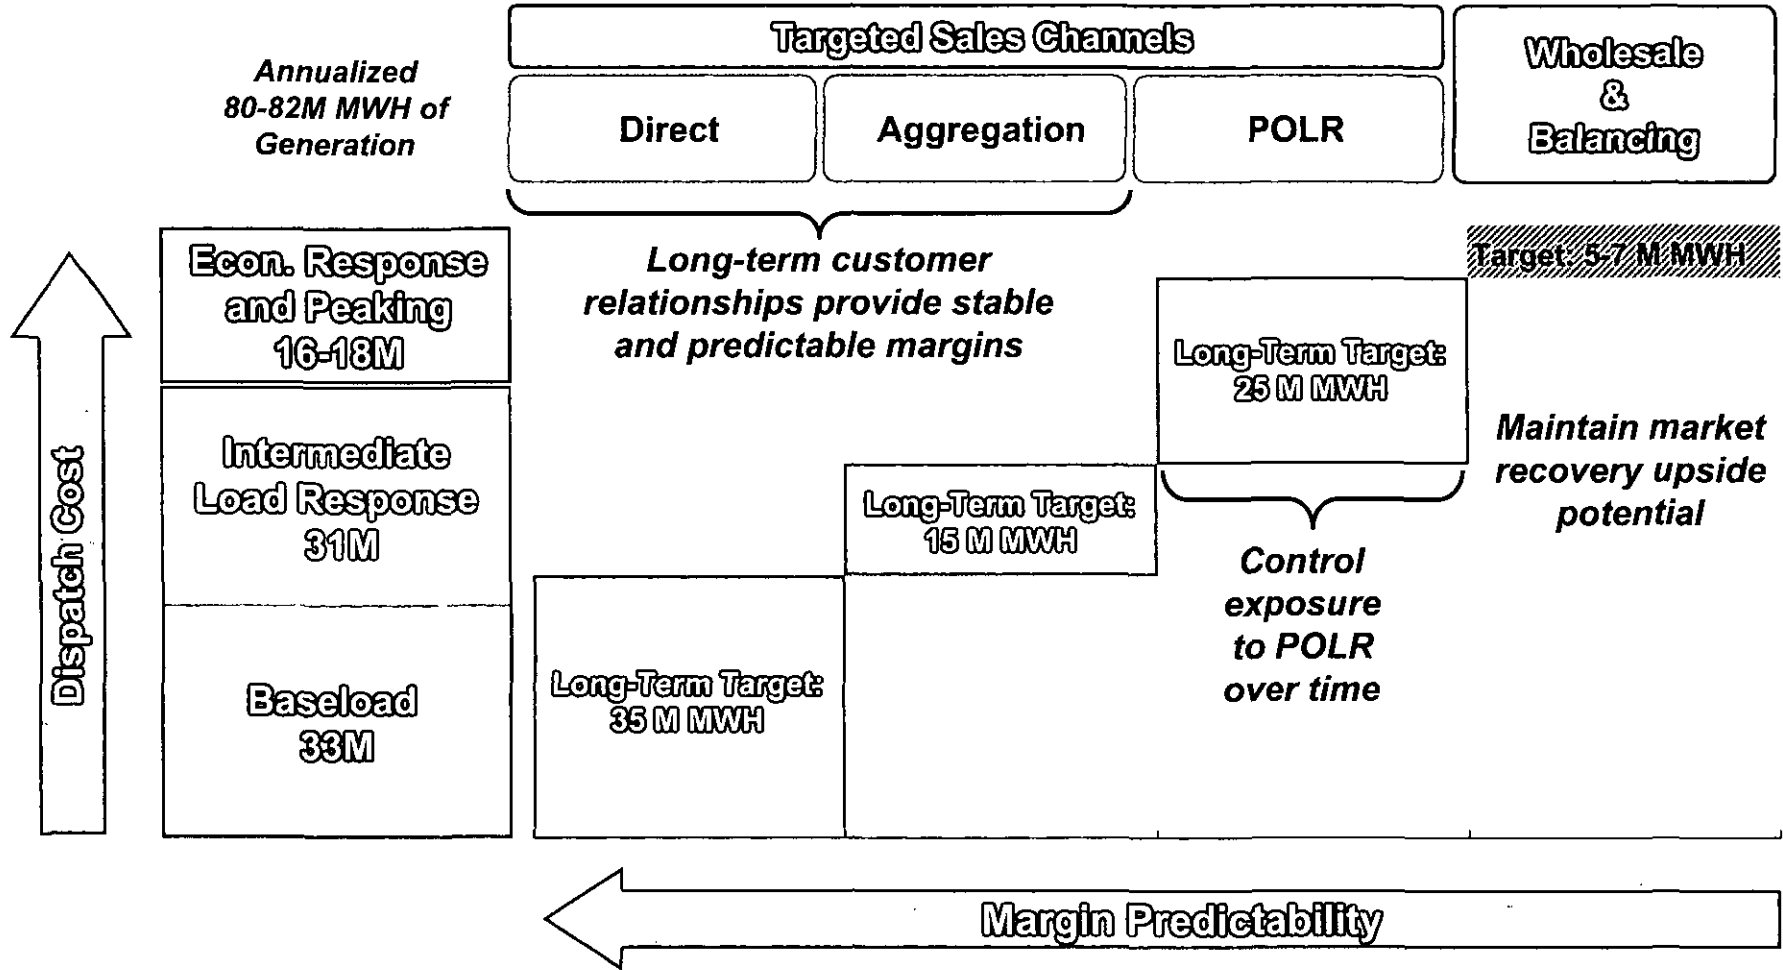 Annualized
80-82M MWH of
Generation
Targeted Sales Channels
Direct
Aggregation
POLR
Wholesale
&
Balancing
Dispatch Cost
Econ. Response
and Peaking
16-18M
Intermediate
Load Response
31M
Baseload
33M
Long-term customer
relationships provide stable
and predictable margins
Long-Term Target:
35 M MWH
Long-Term Target:
15 M MWH
Long-Term Target:
25 M MWH
Control
exposure
to POLR
over time
Target: 5-7 M MWH
Maintain market
recovery upside
potential
Margin Predictability